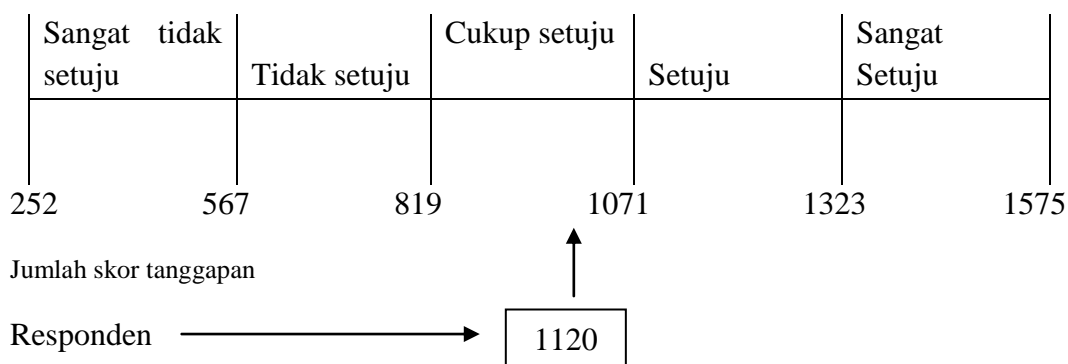 Sangat tidak setuju
Tidak setuju
Cukup setuju
Setuju
Sangat Setuju
252 567 819 1071 1323 1575
Jumlah skor tanggapan
Responden 1120